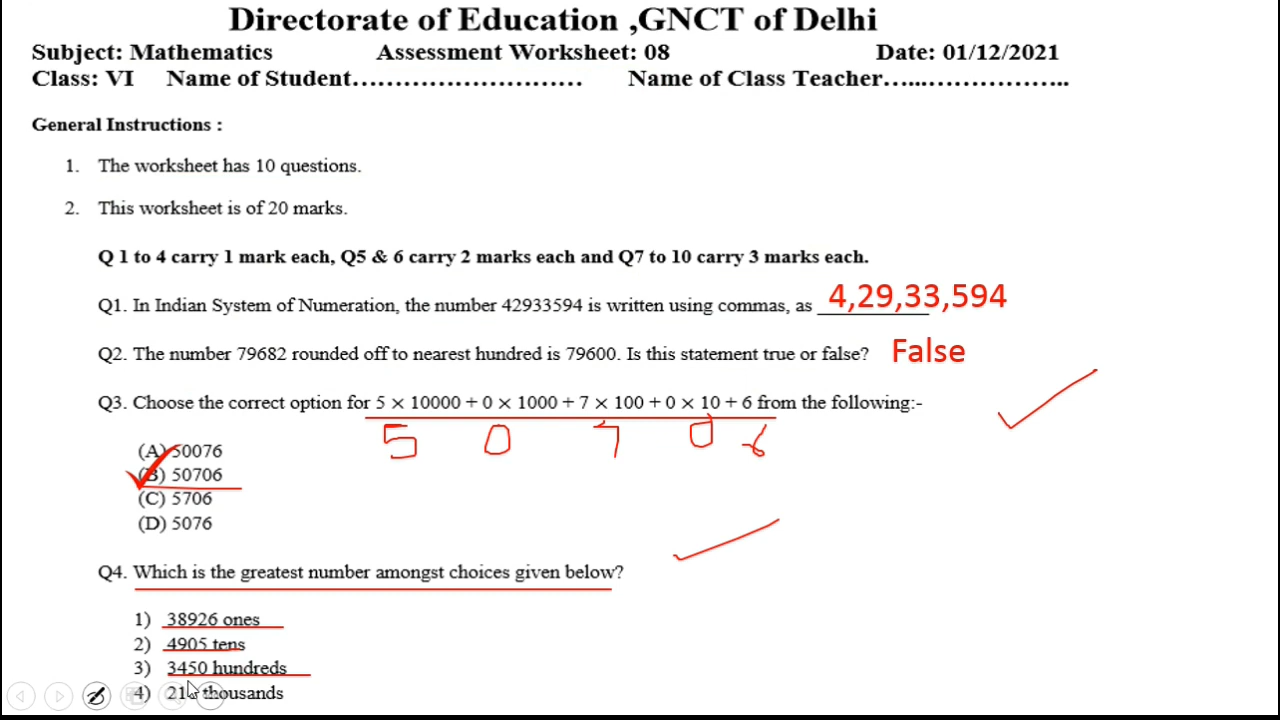 Directorate of Education ,GNCT of Delhi
Subject: Mathematics Assessment Worksheet: 08 Date: 01/12/2021
Class: VI Name of Student……………………… Name of Class Teacher…...……………..
General Instructions :
1. The worksheet has 10 questions.
2. This worksheet is of 20 marks.
Q 1 to 4 carry 1 mark each, Q5 & 6 carry 2 marks each and Q7 to 10 carry 3 marks each.
Q1. In Indian System of Numeration, the number 42933594 is written using commas, as 4,29,33,594
Q2. The number 79682 rounded off to nearest hundred is 79600. Is this statement true or false? False
Q3. Choose the correct option for 5 × 10000 + 0 × 1000 + 7 × 100 + 0 × 10 + 6 from the following:-
5 0 7 0 6
(A) 50076
(B) 50706
(C) 5706
(D) 5076
Q4. Which is the greatest number amongst choices given below?
1) 38926 ones
2) 4905 tens
3) 3450 hundreds
4) thousands